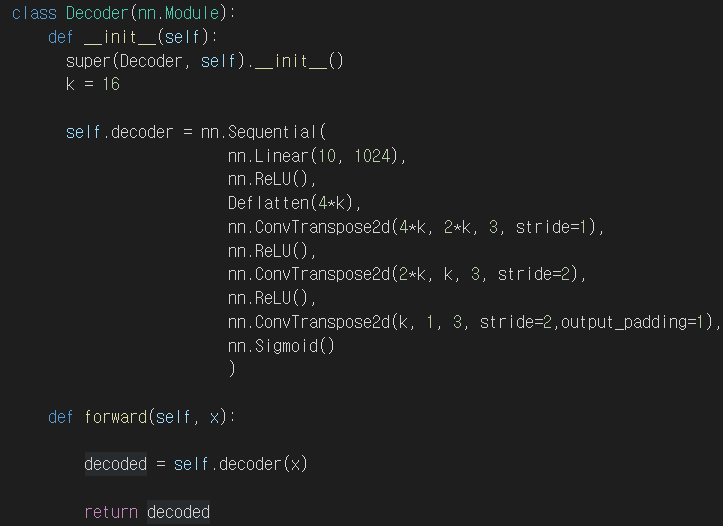 class Decoder(nn.Module):
    def __init__(self):
      super(Decoder, self).__init__()
      k = 16

      self.decoder = nn.Sequential(
                        nn.Linear(10, 1024),
                        nn.ReLU(),
                        Deflatten(4*k),
                        nn.ConvTranspose2d(4*k, 2*k, 3, stride=1),
                        nn.ReLU(),
                        nn.ConvTranspose2d(2*k, k, 3, stride=2),
                        nn.ReLU(),
                        nn.ConvTranspose2d(k, 1, 3, stride=2,output_padding=1),
                        nn.Sigmoid()
                        )

    def forward(self, x):

        decoded = self.decoder(x)

        return decoded